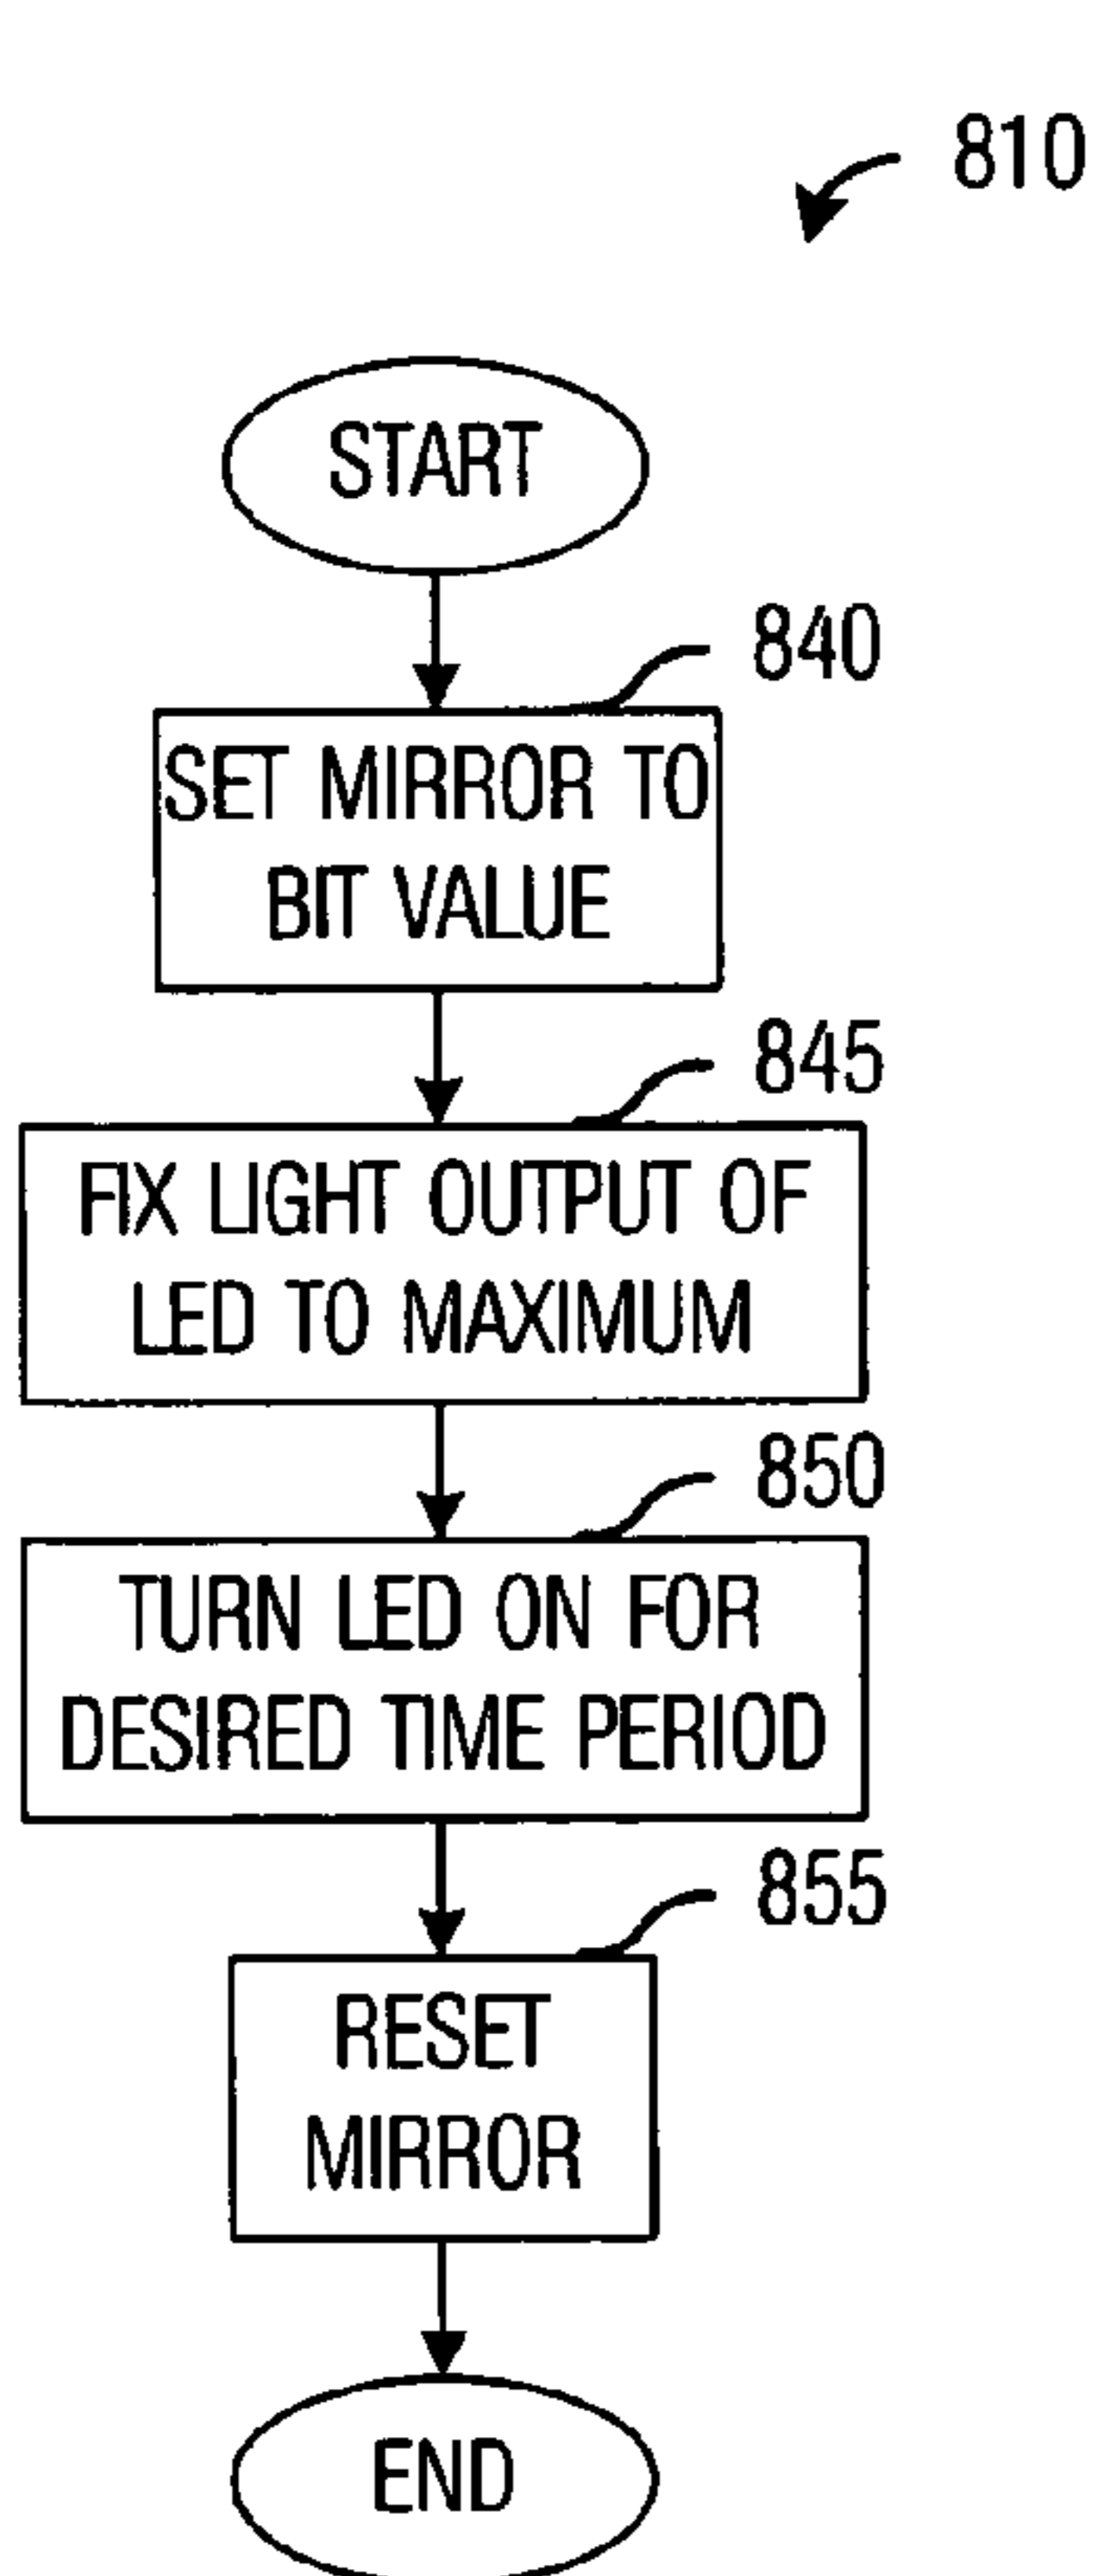 810
START
840
SET MIRROR TO
BIT VALUE
845
FIX LIGHT OUTPUT OF
LED TO MAXIMUM
850
TURN LED ON FOR
DESIRED TIME PERIOD
855
RESET
MIRROR
END